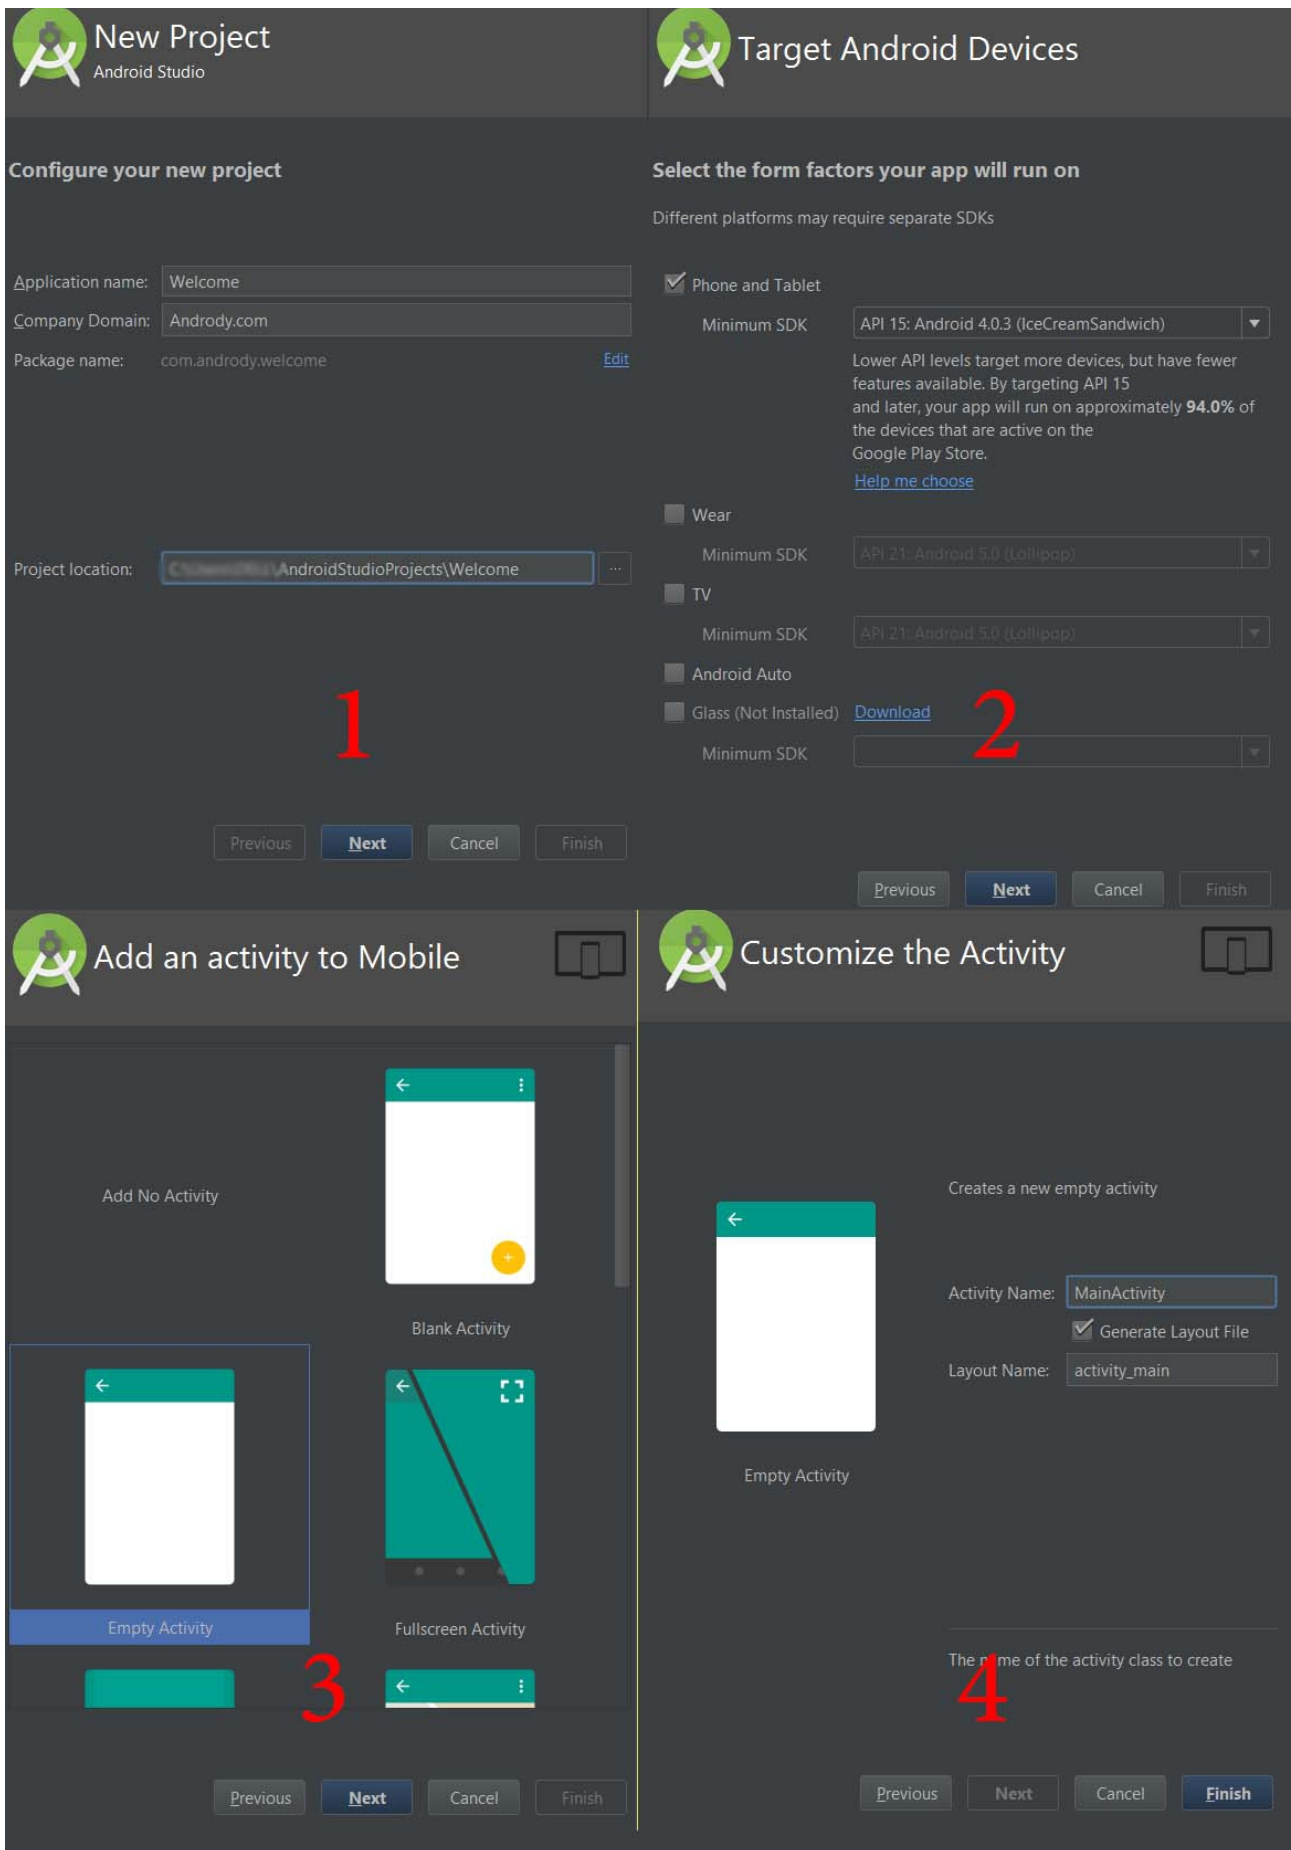 New Project
Android Studio
Configure your new project
Application name: Welcome
Company Domain: Andrody.com
Package name: com.andrody.welcome Edit
Project location: \AndroidStudioProjects\Welcome ...
1
Previous Next Cancel Finish
Target Android Devices
Select the form factors your app will run on
Different platforms may require separate SDKs
Phone and Tablet
Minimum SDK API 15: Android 4.0.3 (IceCreamSandwich)
Lower API levels target more devices, but have fewer
features available. By targeting API 15
and later, your app will run on approximately 94.0% of
the devices that are active on the
Google Play Store.
Help me choose
Wear
Minimum SDK API 21: Android 5.0 (Lollipop)
TV
Minimum SDK API 21: Android 5.0 (Lollipop)
Android Auto
Glass (Not Installed) Download
2
Minimum SDK
Previous Next Cancel Finish
Add an activity to Mobile
Add No Activity
Blank Activity
Empty Activity
Fullscreen Activity
3
Previous Next Cancel Finish
Customize the Activity
Creates a new empty activity
Activity Name: MainActivity
Generate Layout File
Layout Name: activity_main
Empty Activity
The name of the activity class to create
4
Previous Next Cancel Finish